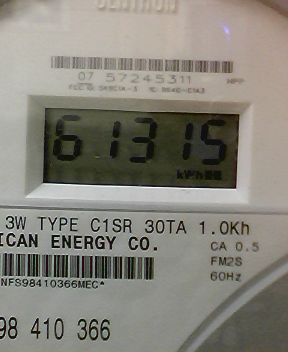 CENTRON
07 57245311
61315
kWh
3W TYPE C1SR 30TA 1.0Kh
ICAN ENERGY CO.
CA 0.5
FM2S
60Hz
NFS98410366MEC*
98 410 366